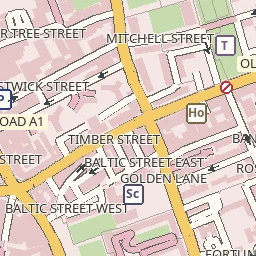 R TREE STREET
MITCHELL STREET
T
OL
STWICK STREET
P
Ho
OAD A1
TIMBER STREET
BAN
STREET
BALTIC STREET EAST
RO
GOLDEN LANE
Sc
BALTIC STREET WEST
FORTUN